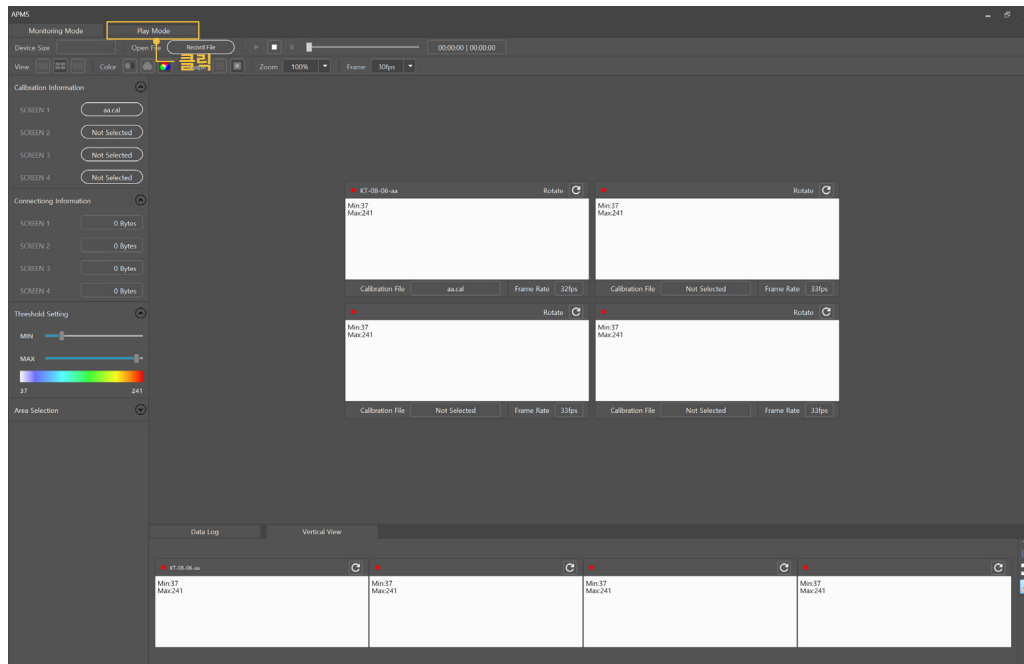 APMS
Monitoring Mode Play Mode
Device Size Open File Record File 00:00:00 | 00:00:00
클릭
View Color Zoom 100% Frame 30fps
Calibration Information
SCREEN 1 aa.cal
SCREEN 2 Not Selected
SCREEN 3 Not Selected
SCREEN 4 Not Selected
Connectiong Information
SCREEN 1 0 Bytes
SCREEN 2 0 Bytes
SCREEN 3 0 Bytes
SCREEN 4 0 Bytes
Threshold Setting
MIN
MAX
37 241
Area Selection
KT-08-06-aa Rotate
Min:37
Max:241
Calibration File aa.cal Frame Rate 32fps
Rotate
Min:37
Max:241
Calibration File Not Selected Frame Rate 33fps
Rotate
Min:37
Max:241
Calibration File Not Selected Frame Rate 33fps
Rotate
Min:37
Max:241
Calibration File Not Selected Frame Rate 33fps
Data Log Vertical View
KT-08-06-aa
Min:37
Max:241
Min:37
Max:241
Min:37
Max:241
Min:37
Max:241